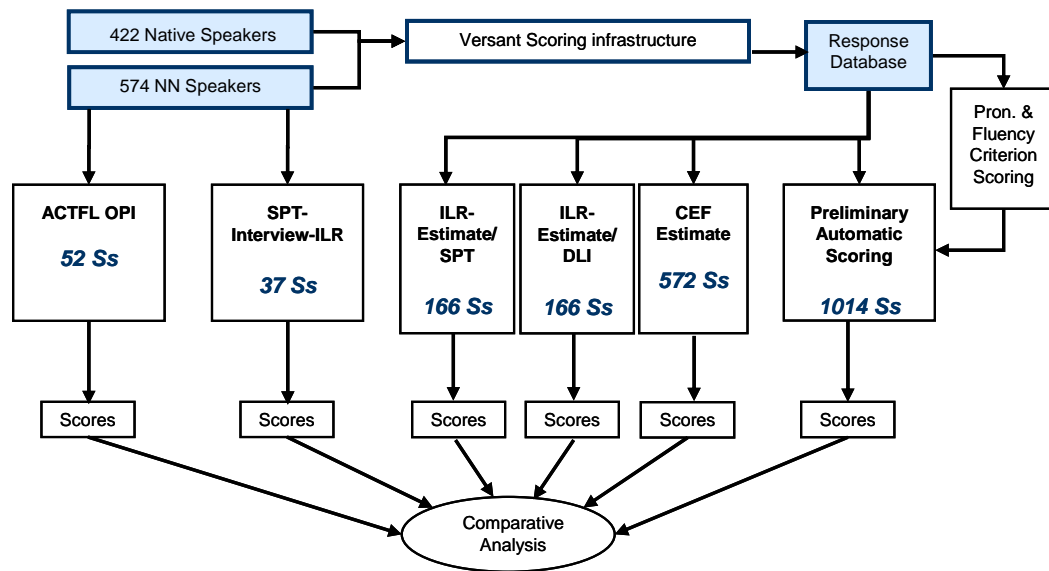 422 Native Speakers
Versant Scoring infrastructure
Response
Database
574 NN Speakers
Pron. &
Fluency
Criterion
Scoring
ACTFL OPI
52 Ss
SPT-
Interview-ILR
37 Ss
ILR-
Estimate/
SPT
166 Ss
ILR-
Estimate/
DLI
166 Ss
CEF
Estimate
572 Ss
Preliminary
Automatic
Scoring
1014 Ss
Scores
Scores
Scores
Scores
Scores
Scores
Comparative
Analysis